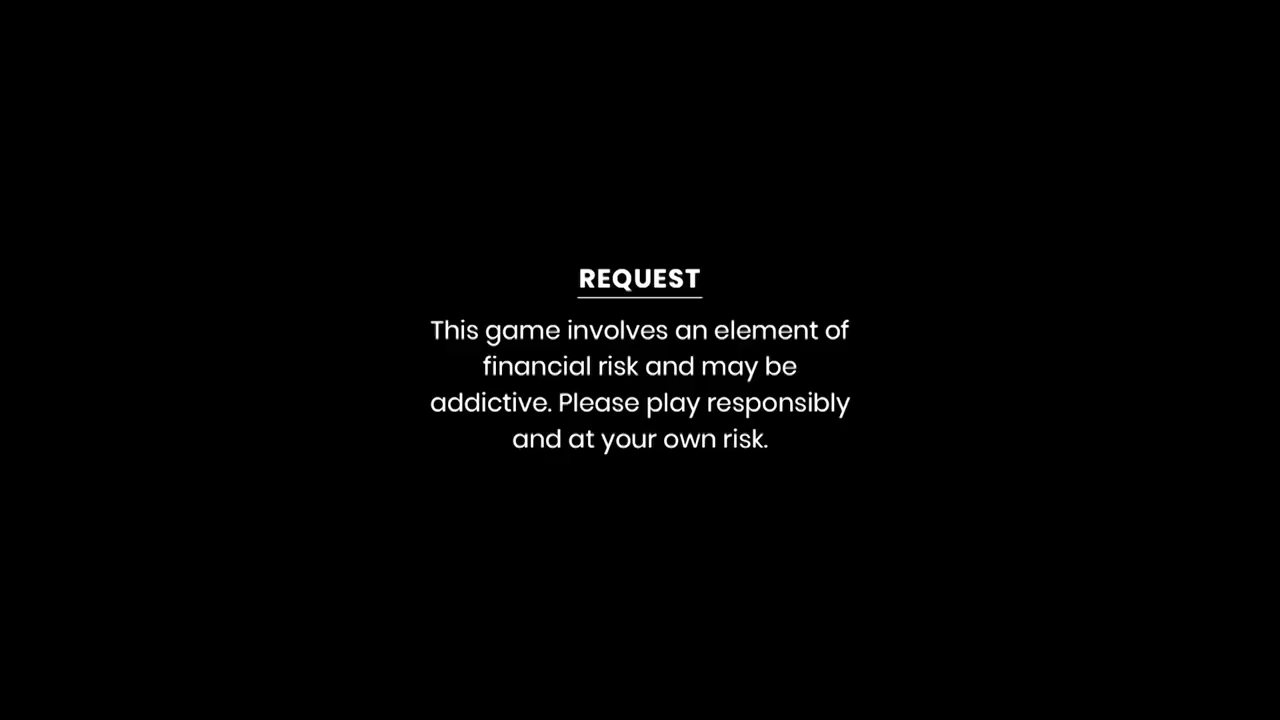 REQUEST
This game involves an element of
financial risk and may be
addictive. Please play responsibly
and at your own risk.